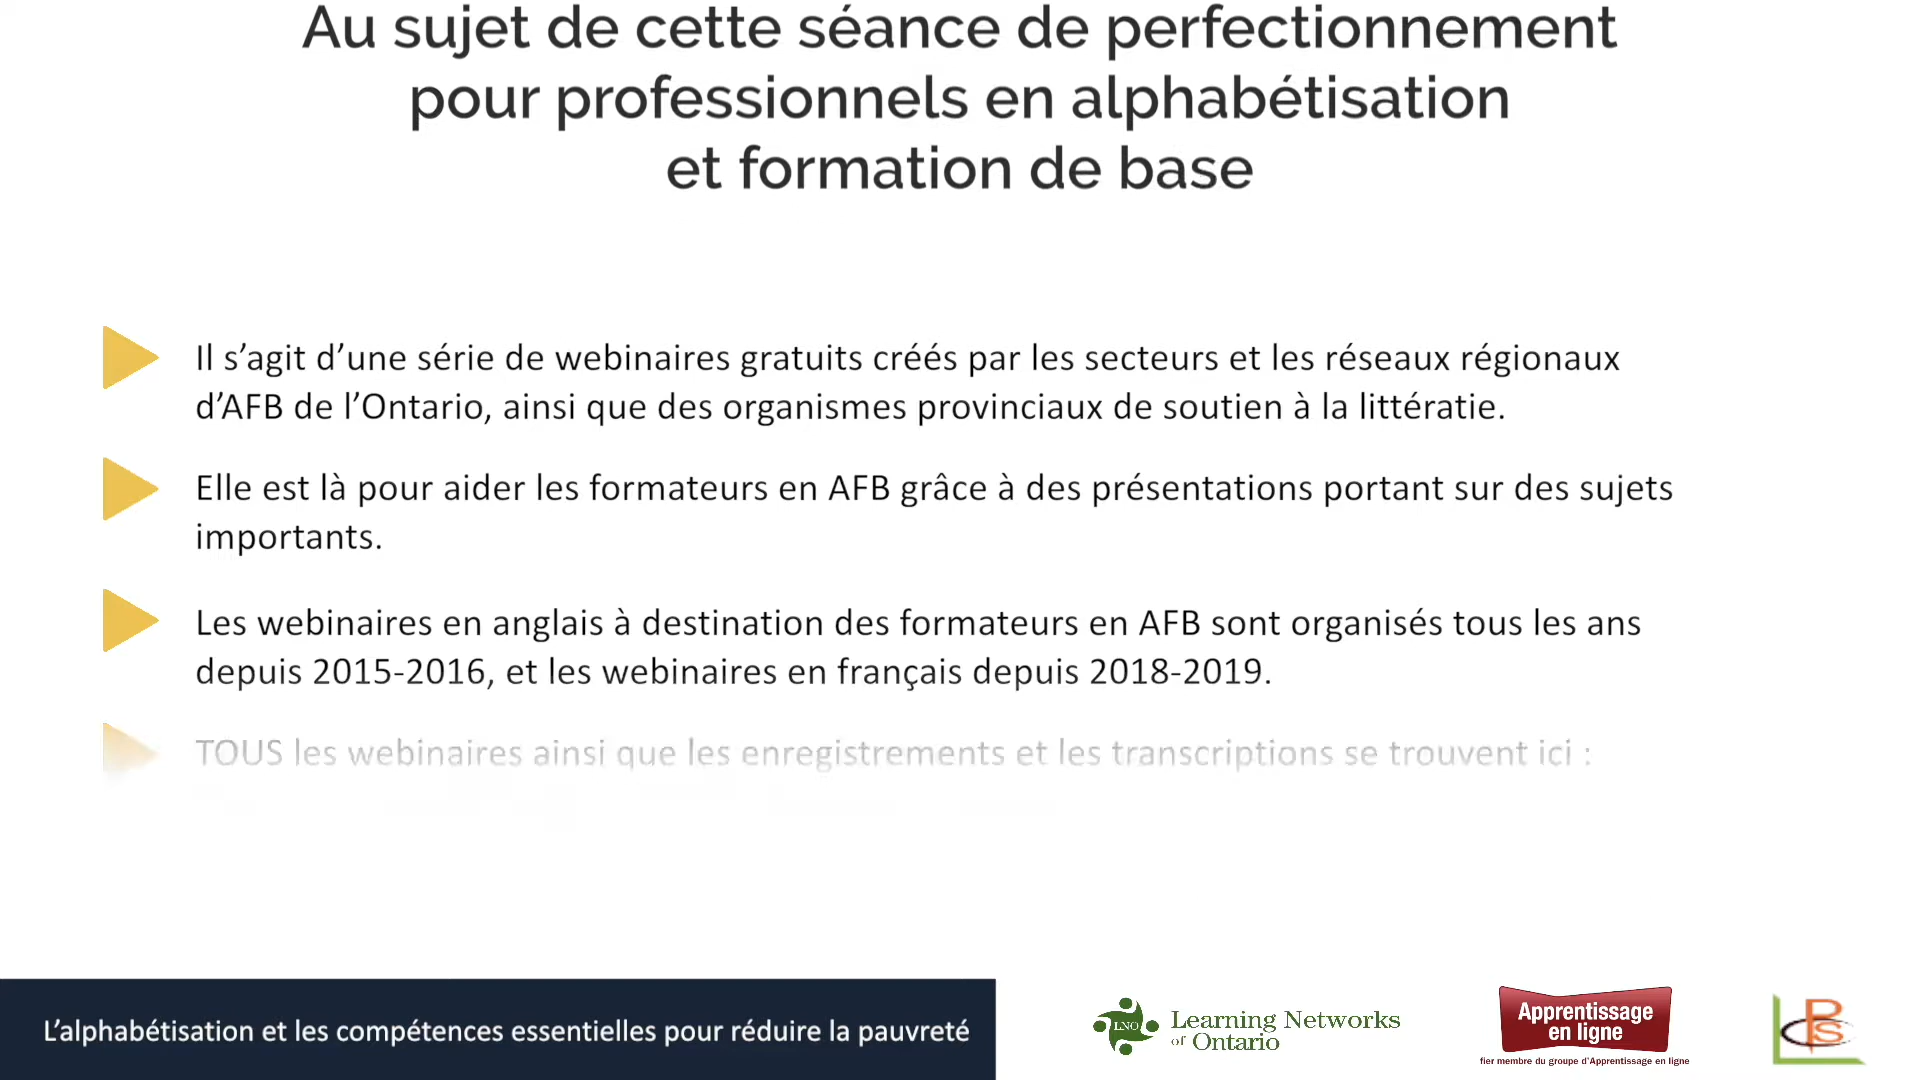 Au sujet de cette séance de perfectionnement
pour professionnels en alphabétisation
et formation de base
Il s’agit d’une série de webinaires gratuits créés par les secteurs et les réseaux régionaux
d’AFB de l’Ontario, ainsi que des organismes provinciaux de soutien à la littératie.
Elle est là pour aider les formateurs en AFB grâce à des présentations portant sur des sujets
importants.
Les webinaires en anglais à destination des formateurs en AFB sont organisés tous les ans
depuis 2015-2016, et les webinaires en français depuis 2018-2019.
TOUS les webinaires ainsi que les enregistrements et les transcriptions se trouvent ici :
L’alphabétisation et les compétences essentielles pour réduire la pauvreté
LNO
Learning Networks
of Ontario
Apprentissage
en ligne
fier membre du groupe d’Apprentissage en ligne